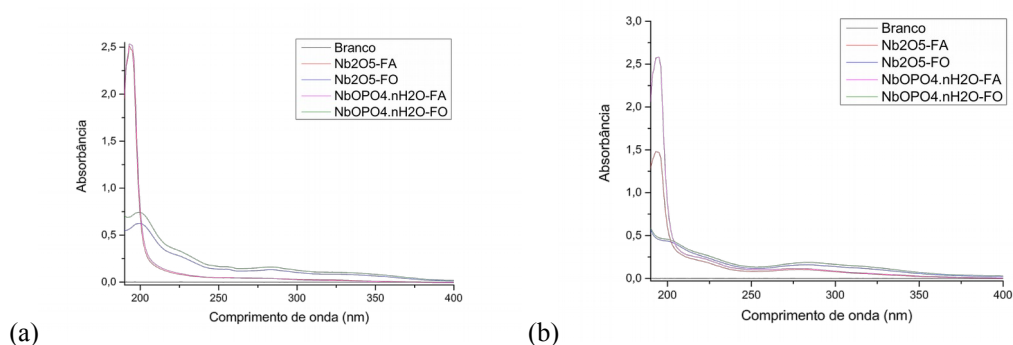 Absorbância
2,5
2,0
1,5
1,0
0,5
0,0
200
250
300
350
400
Comprimento de onda (nm)
Branco
Nb2O5-FA
Nb2O5-FO
NbOPO4.nH2O-FA
NbOPO4.nH2O-FO
(a)
Absorbância
3,0
2,5
2,0
1,5
1,0
0,5
0,0
200
250
300
350
400
Comprimento de onda (nm)
Branco
Nb2O5-FA
Nb2O5-FO
NbOPO4.nH2O-FA
NbOPO4.nH2O-FO
(b)